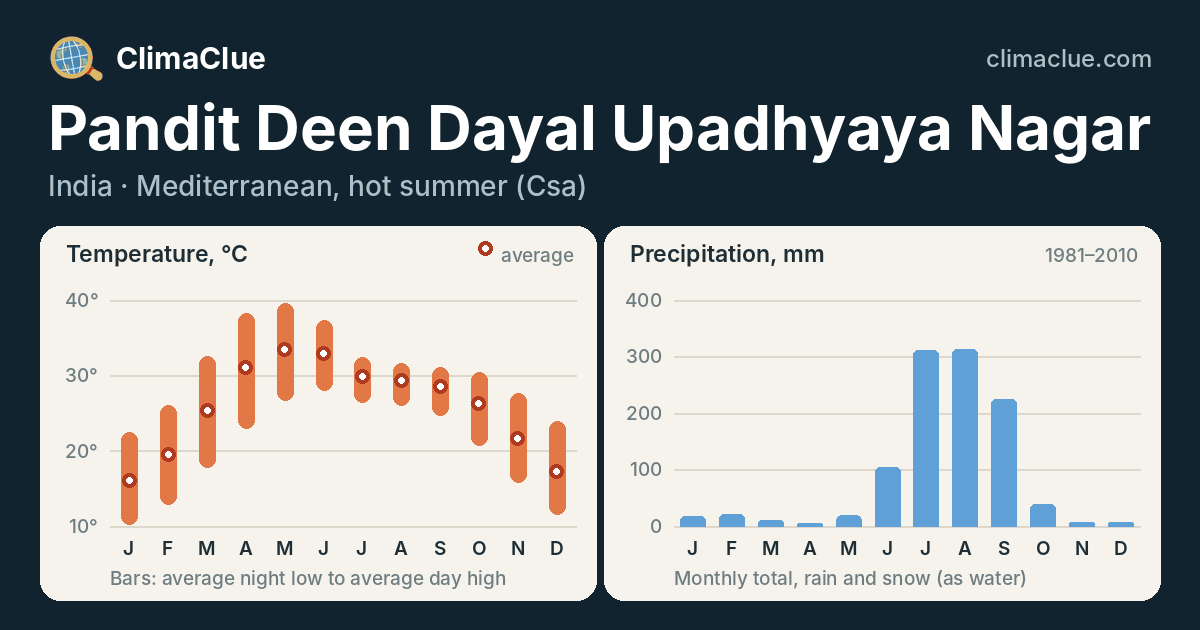 ClimaClue
climaclue.com
Pandit Deen Dayal Upadhyaya Nagar
India · Mediterranean, hot summer (Csa)
Temperature, °C
average
40°
30°
20°
10°
J F M A M J J A S O N D
Bars: average night low to average day high
Precipitation, mm
1981–2010
400
300
200
100
0
J F M A M J J A S O N D
Monthly total, rain and snow (as water)